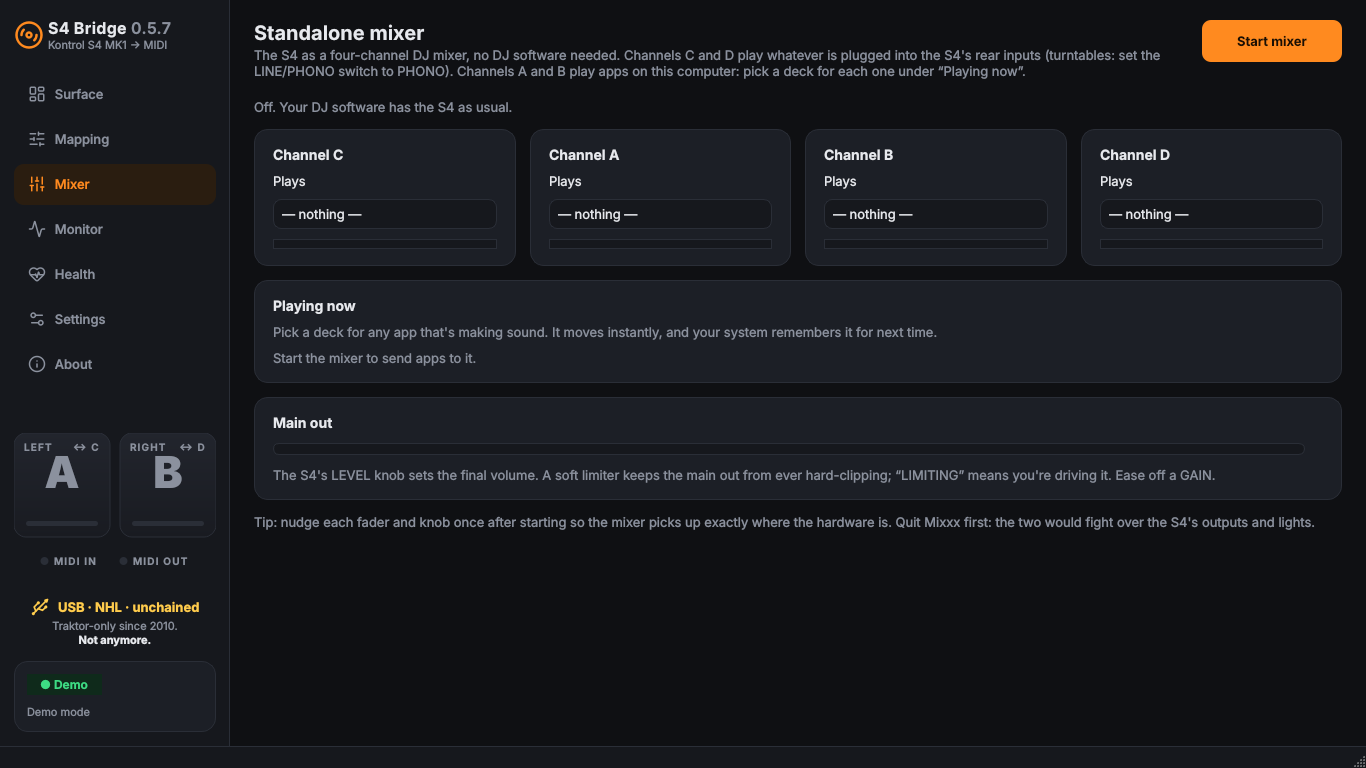 S4 Bridge 0.5.7
Kontrol S4 MK1 → MIDI
Surface
Mapping
Mixer
Monitor
Health
Settings
About
LEFT ↔ C
A
RIGHT ↔ D
B
MIDI IN
MIDI OUT
USB · NHL · unchained
Traktor-only since 2010.
Not anymore.
Demo
Demo mode
Standalone mixer
The S4 as a four-channel DJ mixer, no DJ software needed. Channels C and D play whatever is plugged into the S4's rear inputs (turntables: set the
LINE/PHONO switch to PHONO). Channels A and B play apps on this computer: pick a deck for each one under “Playing now”.
Start mixer
Off. Your DJ software has the S4 as usual.
Channel C
Plays
— nothing —
Channel A
Plays
— nothing —
Channel B
Plays
— nothing —
Channel D
Plays
— nothing —
Playing now
Pick a deck for any app that's making sound. It moves instantly, and your system remembers it for next time.
Start the mixer to send apps to it.
Main out
The S4's LEVEL knob sets the final volume. A soft limiter keeps the main out from ever hard-clipping; “LIMITING” means you're driving it. Ease off a GAIN.
Tip: nudge each fader and knob once after starting so the mixer picks up exactly where the hardware is. Quit Mixxx first: the two would fight over the S4's outputs and lights.